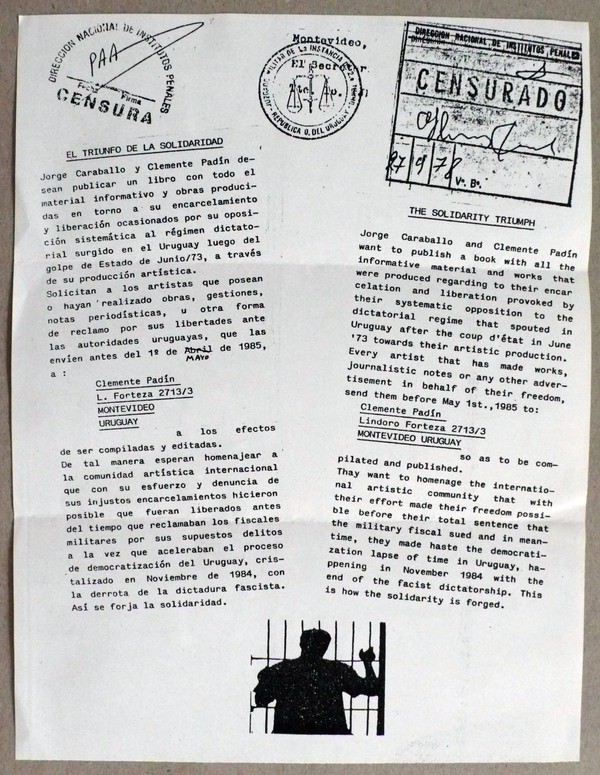 DIRECCION NACIONAL DE INSTITUTOS PENALES
PAA
Firma
CENSURA
Montevideo,
El Secret
JUZGADO MILITAR DE 1a INSTANCIA
REPUBLICA O. DEL URUGUAY
DIRECCION NACIONAL DE INSTITUTOS PENALES
CENSURADO
27 9 78
Vº. Bº.
EL TRIUNFO DE LA SOLIDARIDAD
Jorge Caraballo y Clemente Padín de-
sean publicar un libro con todo el
material informativo y obras produci-
das en torno a su encarcelamiento
y liberación ocasionados por su oposi-
ción sistemática al régimen dictato-
rial surgido en el Uruguay luego del
golpe de Estado de Junio/73, a través
de su producción artística.
Solicitan a los artistas que posean
o hayan realizado obras, gestiones,
notas periodísticas, u otra forma
de reclamo por sus libertades ante
las autoridades uruguayas, que las
envíen antes del 1º de Abril de 1985,
MAYO
a :
Clemente Padín
L. Forteza 2713/3
MONTEVIDEO
URUGUAY
a los efectos
de ser compiladas y editadas.
De tal manera esperan homenajear a
la comunidad artística internacional
que con su esfuerzo y denuncia de
sus injustos encarcelamientos hicieron
posible que fueran liberados antes
del tiempo que reclamaban los fiscales
militares por sus supuestos delitos
a la vez que aceleraban el proceso
de democratización del Uruguay, cris-
talizado en Noviembre de 1984, con
la derrota de la dictadura fascista.
Así se forja la solidaridad.
THE SOLIDARITY TRIUMPH
Jorge Caraballo and Clemente Padín
want to publish a book with all the
informative material and works that
were produced regarding to their encar
celation and liberation provoked by
their systematic opposition to the
dictatorial regime that spouted in
Uruguay after the coup d'état in June
'73 towards their artistic production.
Every artist that has made works,
journalistic notes or any other adver-
tisement in behalf of their freedom,
send them before May 1st.,1985 to:
Clemente Padín
Lindoro Forteza 2713/3
MONTEVIDEO URUGUAY
so as to be com-
pilated and published.
Thay want to homenage the internatio-
nal artistic community that with
their effort made their freedom possi-
ble before their total sentence that
the military fiscal sued and in mean-
time, they made haste the democrati-
zation lapse of time in Uruguay, ha-
ppening in November 1984 with the
end of the facist dictatorship. This
is how the solidarity is forged.